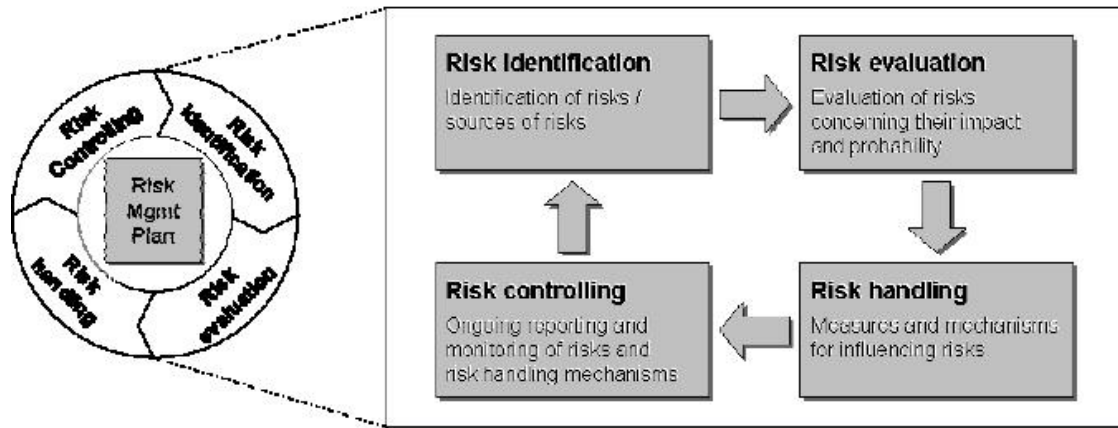 Risk
Controlling
Risk
Identification
Risk
Mgmt
Plan
Risk
handling
Risk
evaluation
Risk identification
Identification of risks /
sources of risks
Risk evaluation
Evaluation of risks
concerning their impact
and probability
Risk controlling
Ongoing reporting and
monitoring of risks and
risk handling mechanisms
Risk handling
Measures and mechanisms
for influencing risks